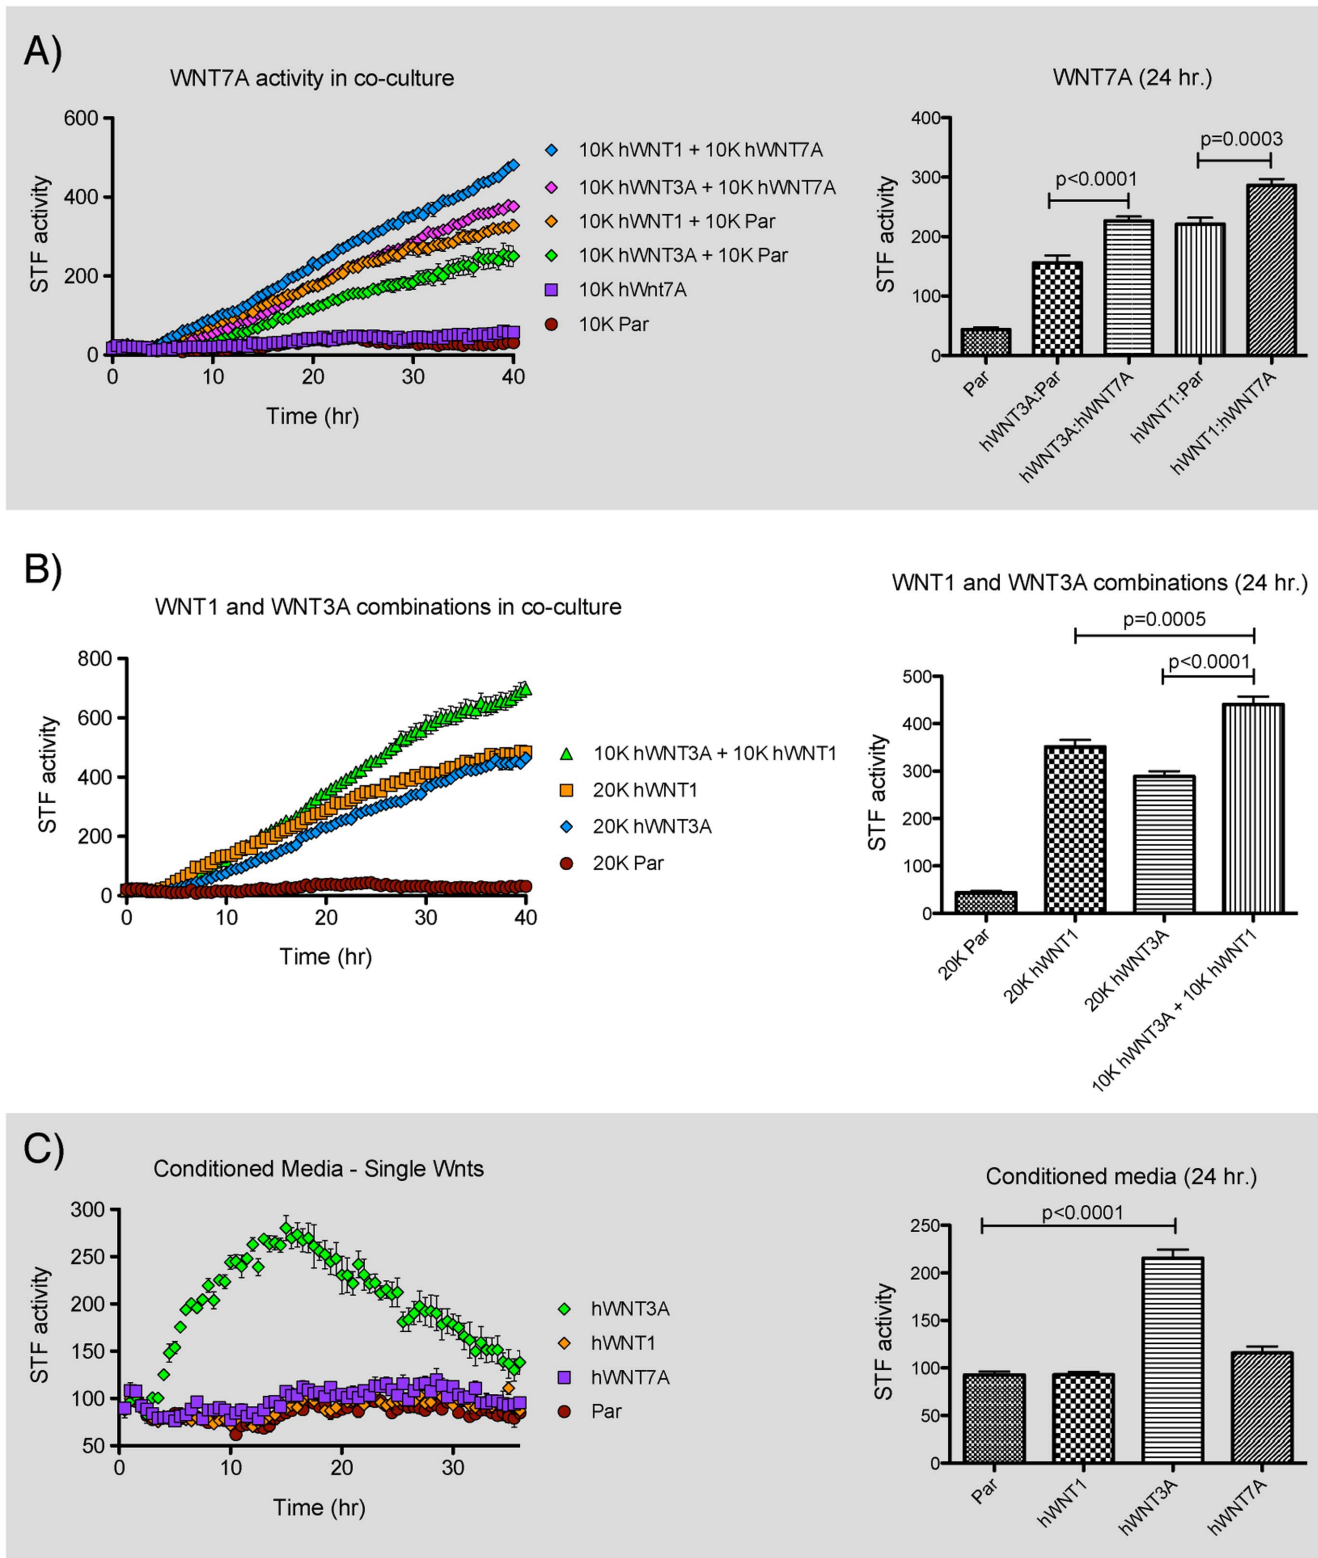 A)
WNT7A activity in co-culture
STF activity
600
400
200
0
0 10 20 30 40
Time (hr)
10K hWNT1 + 10K hWNT7A
10K hWNT3A + 10K hWNT7A
10K hWNT1 + 10K Par
10K hWNT3A + 10K Par
10K hWnt7A
10K Par
WNT7A (24 hr.)
STF activity
400
300
200
100
0
p<0.0001
p=0.0003
Par
hWNT3A:Par
hWNT3A:hWNT7A
hWNT1:Par
hWNT1:hWNT7A
B)
WNT1 and WNT3A combinations in co-culture
STF activity
800
600
400
200
0
0 10 20 30 40
Time (hr)
10K hWNT3A + 10K hWNT1
20K hWNT1
20K hWNT3A
20K Par
WNT1 and WNT3A combinations (24 hr.)
p=0.0005
p<0.0001
STF activity
500
400
300
200
100
0
20K Par
20K hWNT1
20K hWNT3A
10K hWNT3A + 10K hWNT1
C)
Conditioned Media - Single Wnts
STF activity
300
250
200
150
100
50
0 10 20 30
Time (hr)
hWNT3A
hWNT1
hWNT7A
Par
Conditioned media (24 hr.)
p<0.0001
STF activity
250
200
150
100
50
0
Par
hWNT1
hWNT3A
hWNT7A